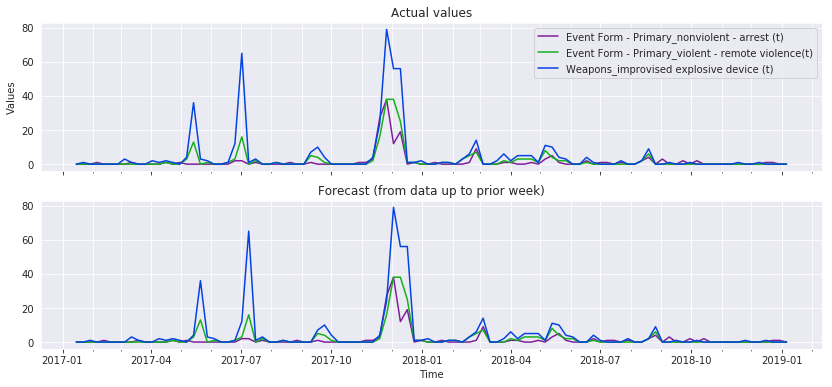 Actual values
Event Form - Primary_nonviolent - arrest (t)
Event Form - Primary_violent - remote violence(t)
Weapons_improvised explosive device (t)
80
60
40
20
0
Values
Forecast (from data up to prior week)
80
60
40
20
0
2017-01 2017-04 2017-07 2017-10 2018-01 2018-04 2018-07 2018-10 2019-01
Time